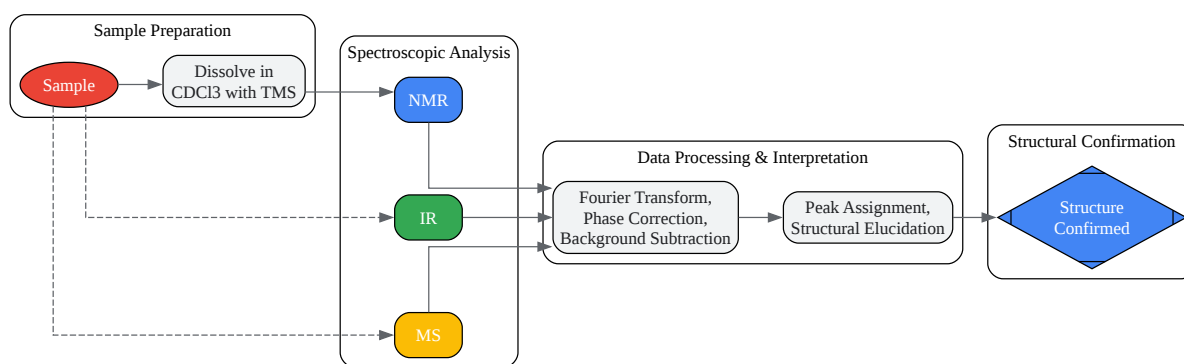 Sample Preparation
Sample
Dissolve in
CDCl3 with TMS
Spectroscopic Analysis
NMR
IR
MS
Data Processing & Interpretation
Fourier Transform,
Phase Correction,
Background Subtraction
Peak Assignment,
Structural Elucidation
Structural Confirmation
Structure
Confirmed